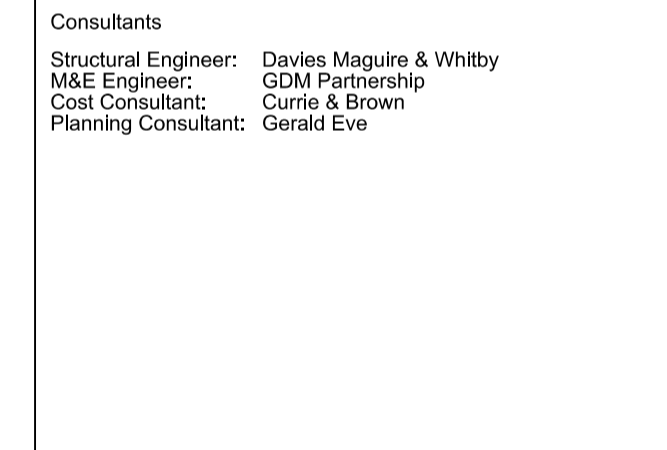 Consultants
Structural Engineer: Davies Maguire & Whitby
M&E Engineer: GDM Partnership
Cost Consultant: Currie & Brown
Planning Consultant: Gerald Eve